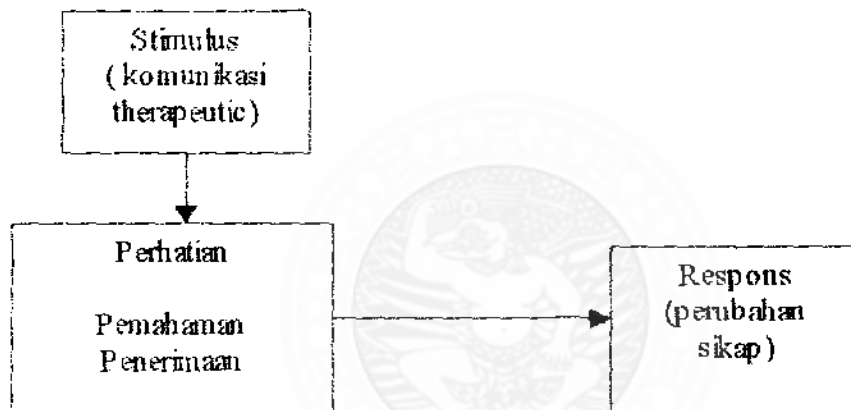 Stimulus
(komunikasi
therapeutic)
Perhatian
Pemahaman
Penerimaan
Respons
(perubahan
sikap)